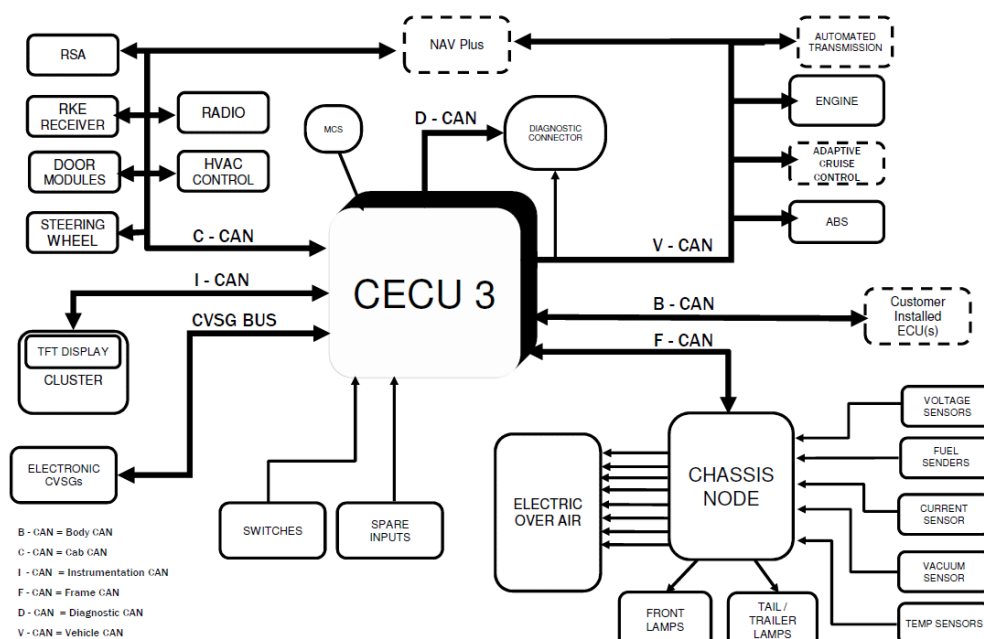 RSA
NAV Plus
AUTOMATED
TRANSMISSION
RKE
RECEIVER
RADIO
MCS
D - CAN
DIAGNOSTIC
CONNECTOR
ENGINE
DOOR
MODULES
HVAC
CONTROL
ADAPTIVE
CRUISE
CONTROL
STEERING
WHEEL
ABS
C - CAN
V - CAN
I - CAN
CECU 3
B - CAN
Customer
Installed
ECU(s)
CVSG BUS
F - CAN
TFT DISPLAY
CLUSTER
VOLTAGE
SENSORS
FUEL
SENDERS
ELECTRONIC
CVSGs
ELECTRIC
OVER AIR
CHASSIS
NODE
CURRENT
SENSOR
SWITCHES
SPARE
INPUTS
VACUUM
SENSOR
FRONT
LAMPS
TAIL /
TRAILER
LAMPS
TEMP SENSORS
B - CAN = Body CAN
C - CAN = Cab CAN
I - CAN = Instrumentation CAN
F - CAN = Frame CAN
D - CAN = Diagnostic CAN
V - CAN = Vehicle CAN